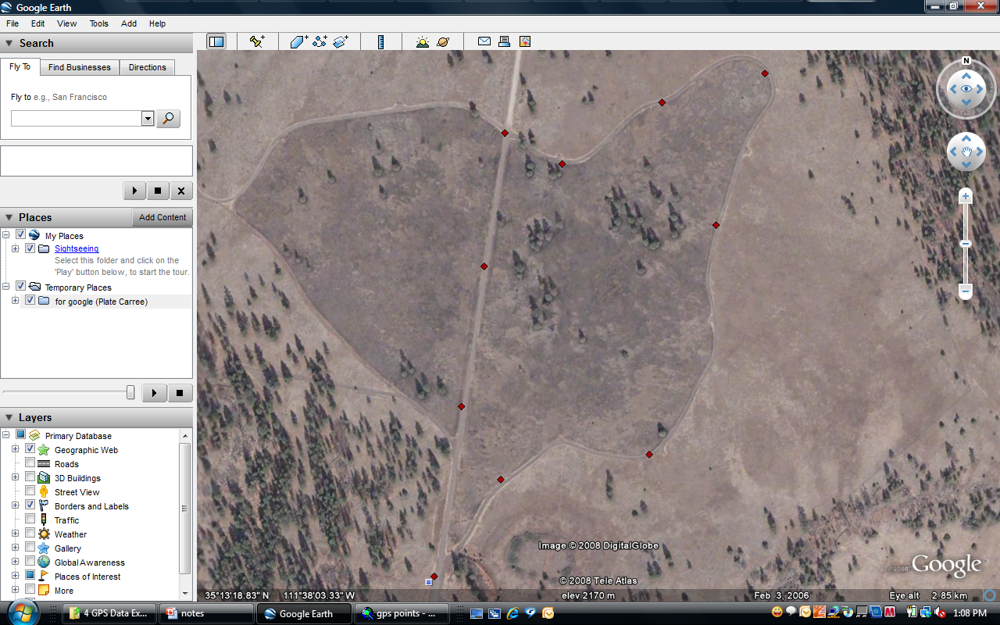 Google Earth
File Edit View Tools Add Help
Search
Fly To Find Businesses Directions
Fly to e.g., San Francisco
Places Add Content
My Places
Sightseeing
Select this folder and click on the
'Play' button below, to start the tour.
Temporary Places
for google (Plate Carree)
Layers
Primary Database
Geographic Web
Roads
3D Buildings
Street View
Borders and Labels
Traffic
Weather
Gallery
Global Awareness
Places of Interest
More
N
Image © 2008 DigitalGlobe
© 2008 Tele Atlas
©2008 Google
35°13'18.83" N 111°38'03.33" W elev 2170 m Feb 3, 2006 Eye alt 2.85 km
4 GPS Data Ex... notes Google Earth gps points - ... 1:08 PM